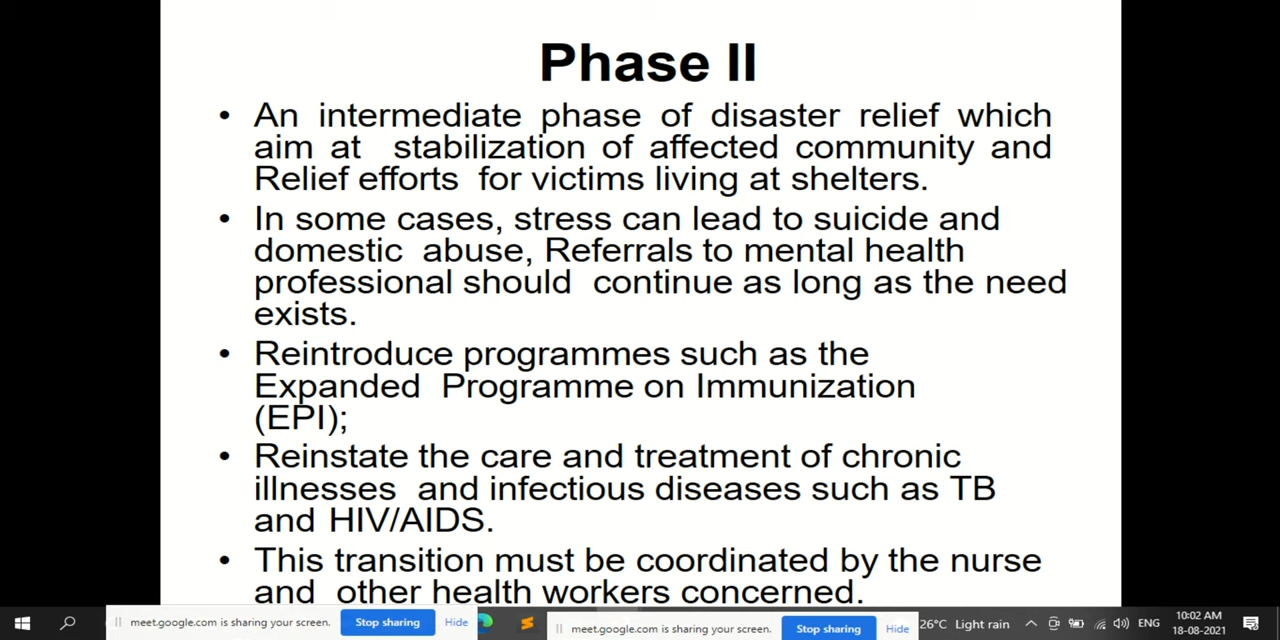 Phase II
• An intermediate phase of disaster relief which
aim at stabilization of affected community and
Relief efforts for victims living at shelters.
• In some cases, stress can lead to suicide and
domestic abuse, Referrals to mental health
professional should continue as long as the need
exists.
• Reintroduce programmes such as the
Expanded Programme on Immunization
(EPI);
• Reinstate the care and treatment of chronic
illnesses and infectious diseases such as TB
and HIV/AIDS.
• This transition must be coordinated by the nurse
and other health workers concerned.
meet.google.com is sharing your screen. Stop sharing Hide
meet.google.com is sharing your screen. Stop sharing Hide
26°C Light rain
ENG
10:02 AM
18-08-2021